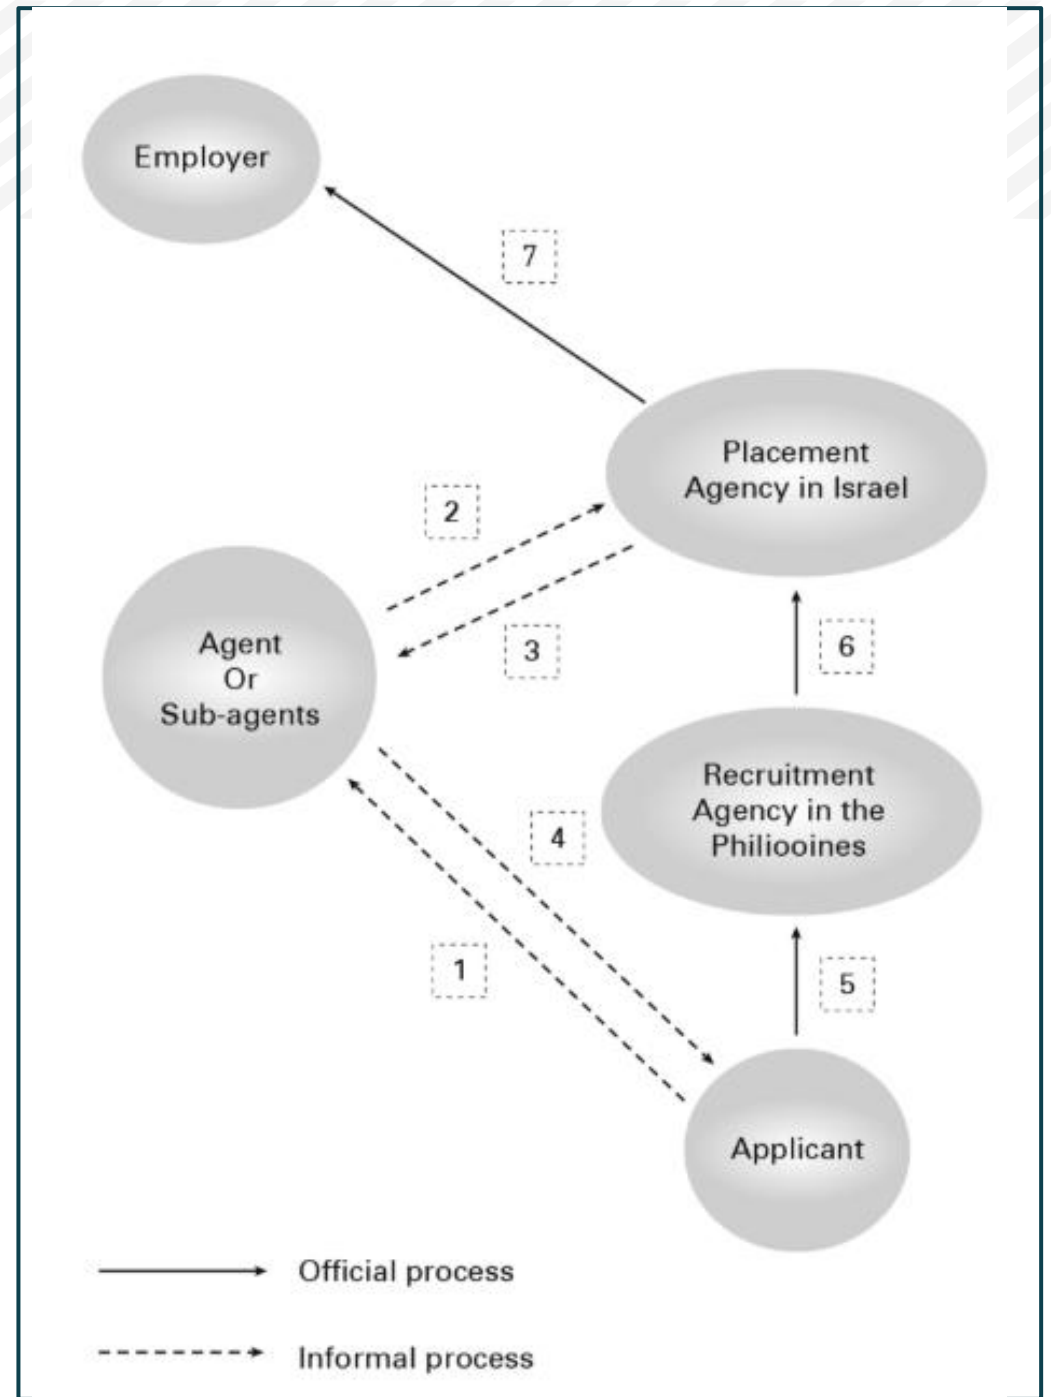 Employer
7
Placement
Agency in Israel
2
3
Agent
Or
Sub-agents
6
Recruitment
Agency in the
Philiooines
4
1
5
Applicant
Official process
Informal process